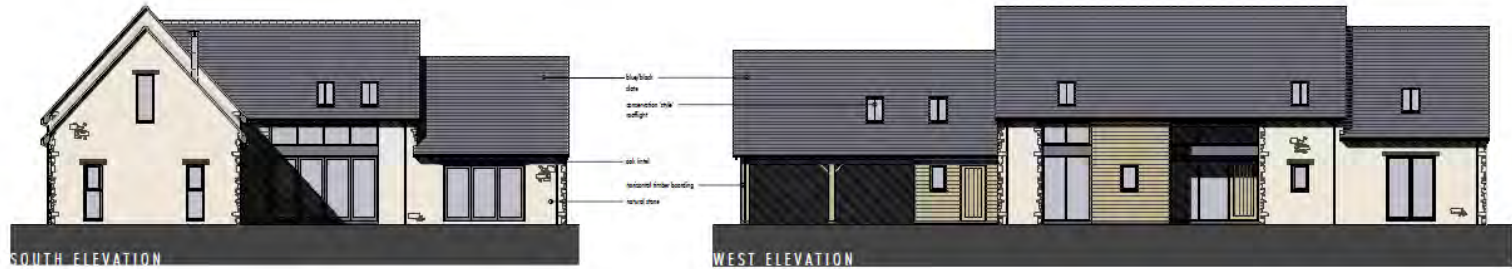 blue/black
slate
conservation 'style'
rooflight
oak lintel
horizontal timber boarding
natural stone
SOUTH ELEVATION
WEST ELEVATION